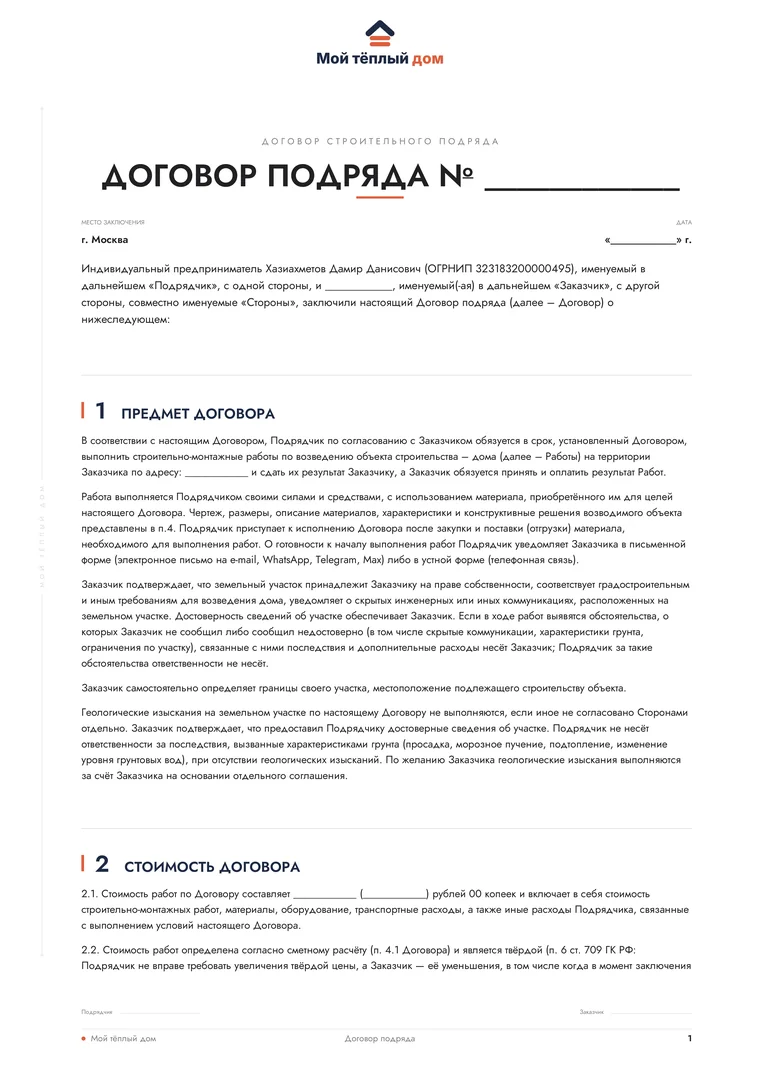 Мой тёплый дом
ДОГОВОР СТРОИТЕЛЬНОГО ПОДРЯДА
ДОГОВОР ПОДРЯДА № _______________
МЕСТО ЗАКЛЮЧЕНИЯ
ДАТА
г. Москва
«____________» г.
Индивидуальный предприниматель Хазиахметов Дамир Данисович (ОГРНИП 323183200000495), именуемый в
дальнейшем «Подрядчик», с одной стороны, и ____________, именуемый(-ая) в дальнейшем «Заказчик», с другой
стороны, совместно именуемые «Стороны», заключили настоящий Договор подряда (далее – Договор) о
нижеследующем:
1 ПРЕДМЕТ ДОГОВОРА
В соответствии с настоящим Договором, Подрядчик по согласованию с Заказчиком обязуется в срок, установленный Договором,
выполнить строительно-монтажные работы по возведению объекта строительства – дома (далее – Работы) на территории
Заказчика по адресу: ____________ и сдать их результат Заказчику, а Заказчик обязуется принять и оплатить результат Работ.
Работа выполняется Подрядчиком своими силами и средствами, с использованием материала, приобретённого им для целей
настоящего Договора. Чертеж, размеры, описание материалов, характеристики и конструктивные решения возводимого объекта
представлены в п.4. Подрядчик приступает к исполнению Договора после закупки и поставки (отгрузки) материала,
необходимого для выполнения работ. О готовности к началу выполнения работ Подрядчик уведомляет Заказчика в письменной
форме (электронное письмо на e-mail, WhatsApp, Telegram, Max) либо в устной форме (телефонная связь).
Заказчик подтверждает, что земельный участок принадлежит Заказчику на праве собственности, соответствует градостроительным
и иным требованиям для возведения дома, уведомляет о скрытых инженерных или иных коммуникациях, расположенных на
земельном участке. Достоверность сведений об участке обеспечивает Заказчик. Если в ходе работ выявятся обстоятельства, о
которых Заказчик не сообщил либо сообщил недостоверно (в том числе скрытые коммуникации, характеристики грунта,
ограничения по участку), связанные с ними последствия и дополнительные расходы несёт Заказчик; Подрядчик за такие
обстоятельства ответственности не несёт.
Заказчик самостоятельно определяет границы своего участка, местоположение подлежащего строительству объекта.
Геологические изыскания на земельном участке по настоящему Договору не выполняются, если иное не согласовано Сторонами
отдельно. Заказчик подтверждает, что предоставил Подрядчику достоверные сведения об участке. Подрядчик не несёт
ответственности за последствия, вызванные характеристиками грунта (просадка, морозное пучение, подтопление, изменение
уровня грунтовых вод), при отсутствии геологических изысканий. По желанию Заказчика геологические изыскания выполняются
за счёт Заказчика на основании отдельного соглашения.
МОЙ ТЁПЛЫЙ ДОМ
2 СТОИМОСТЬ ДОГОВОРА
2.1. Стоимость работ по Договору составляет ____________ (____________) рублей 00 копеек и включает в себя стоимость
строительно-монтажных работ, материалы, оборудование, транспортные расходы, а также иные расходы Подрядчика, связанные
с выполнением условий настоящего Договора.
2.2. Стоимость работ определена согласно сметному расчёту (п. 4.1 Договора) и является твёрдой (п. 6 ст. 709 ГК РФ:
Подрядчик не вправе требовать увеличения твёрдой цены, а Заказчик — её уменьшения, в том числе когда в момент заключения
Подрядчик
Заказчик
Мой тёплый дом
Договор подряда
1